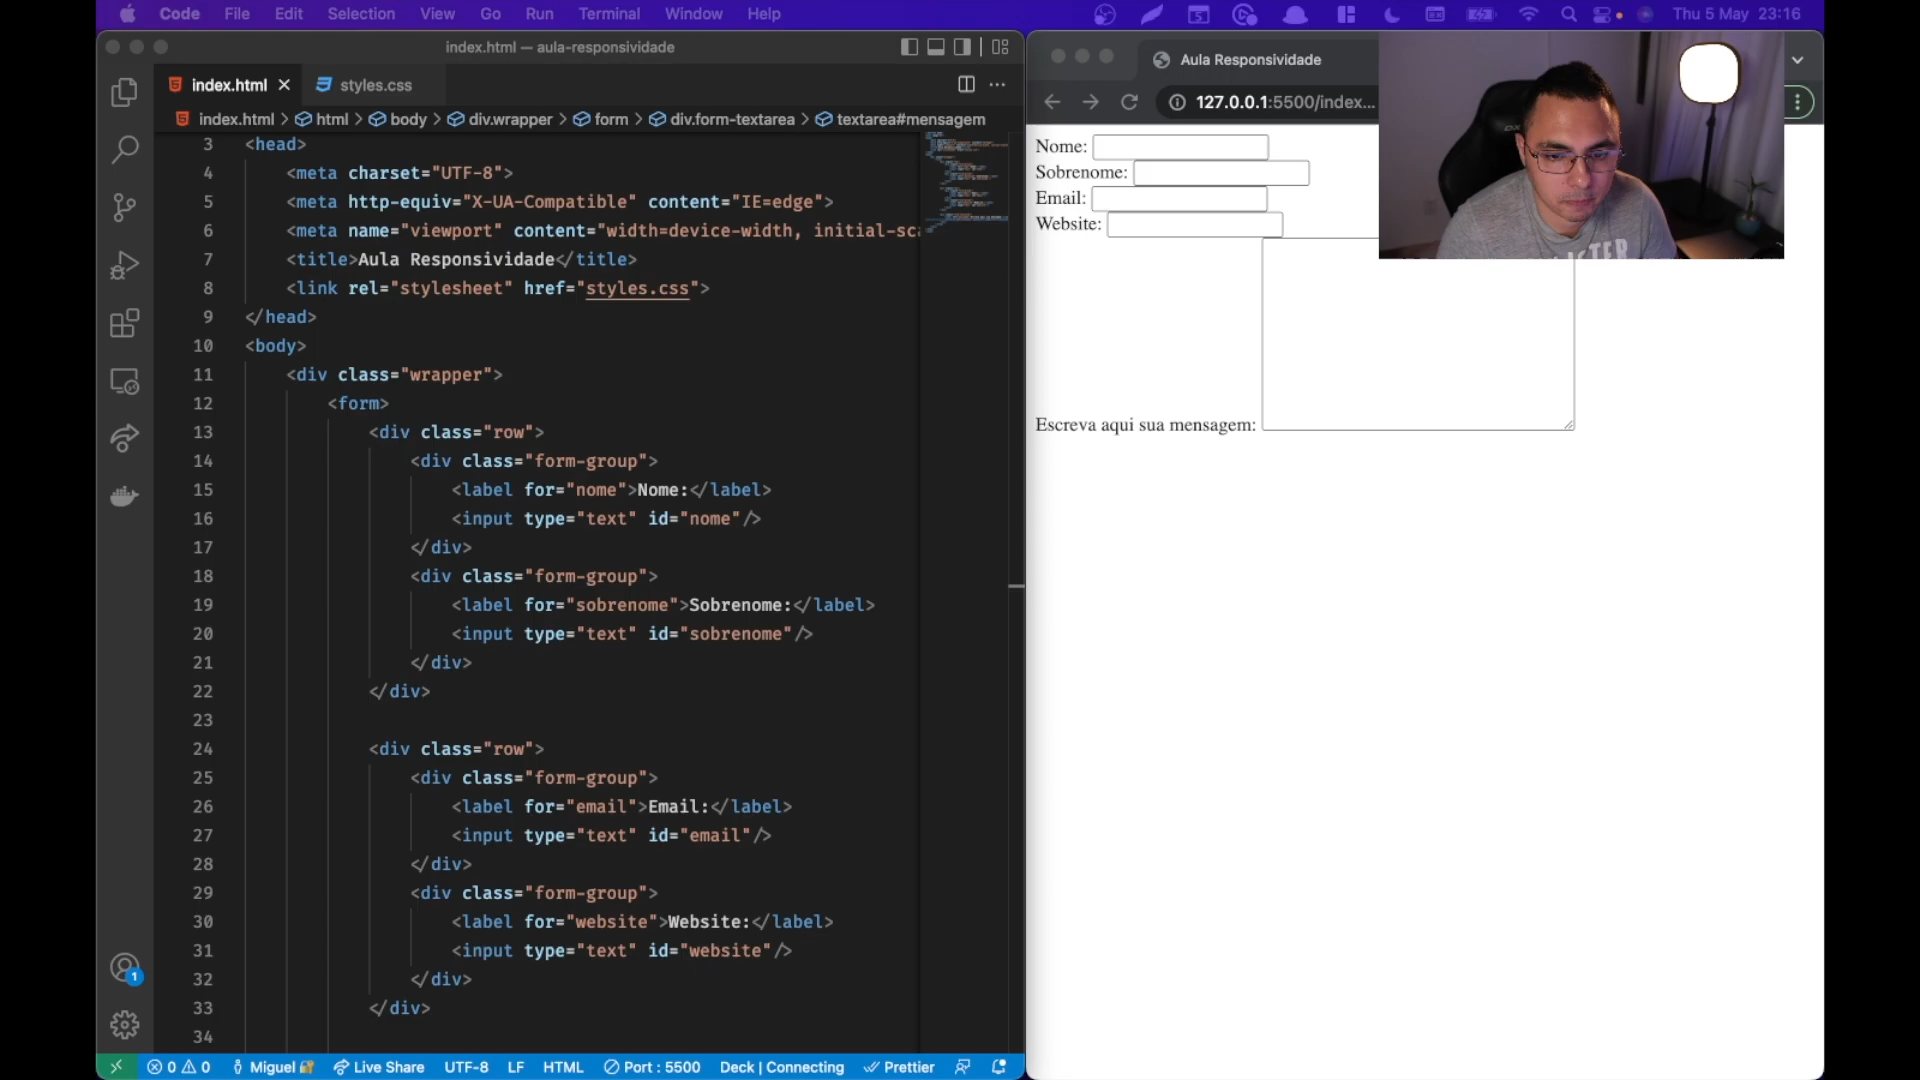 Code File Edit Selection View Go Run Terminal Window Help
Thu 5 May 23:16
index.html — aula-responsividade
index.html
styles.css
index.html > html > body > div.wrapper > form > div.form-textarea > textarea#mensagem
3 <head>
4 <meta charset="UTF-8">
5 <meta http-equiv="X-UA-Compatible" content="IE=edge">
6 <meta name="viewport" content="width=device-width, initial-sca
7 <title>Aula Responsividade</title>
8 <link rel="stylesheet" href="styles.css">
9 </head>
10 <body>
11 <div class="wrapper">
12 <form>
13 <div class="row">
14 <div class="form-group">
15 <label for="nome">Nome:</label>
16 <input type="text" id="nome"/>
17 </div>
18 <div class="form-group">
19 <label for="sobrenome">Sobrenome:</label>
20 <input type="text" id="sobrenome"/>
21 </div>
22 </div>
23
24 <div class="row">
25 <div class="form-group">
26 <label for="email">Email:</label>
27 <input type="text" id="email"/>
28 </div>
29 <div class="form-group">
30 <label for="website">Website:</label>
31 <input type="text" id="website"/>
32 </div>
33 </div>
34
1
0 0 Miguel Live Share UTF-8 LF HTML Port : 5500 Deck | Connecting Prettier
Aula Responsividade
127.0.0.1:5500/index...
Nome:
Sobrenome:
Email:
Website:
Escreva aqui sua mensagem: